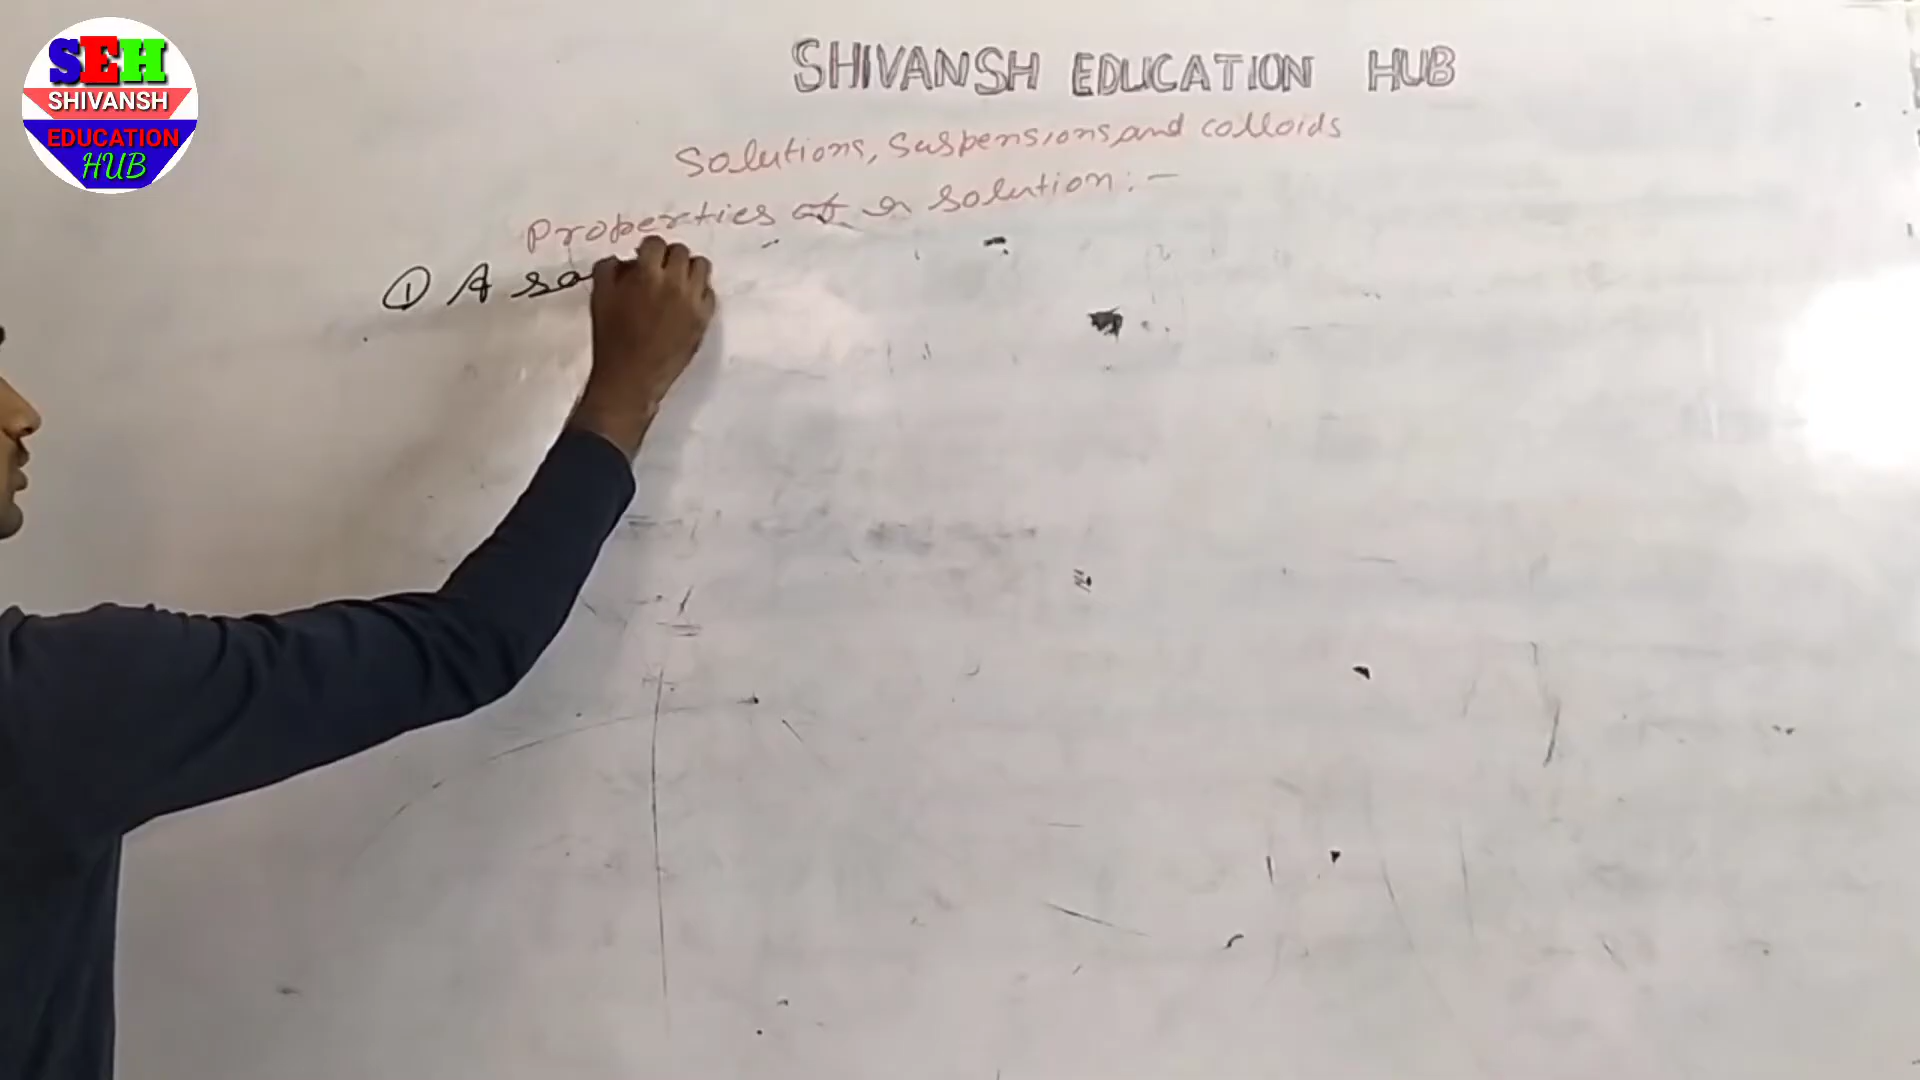 SEH
SHIVANSH
EDUCATION
HUB
SHIVANSH EDUCATION HUB
Solutions, suspensions, and colloids
Properties of a solution:-
① A so